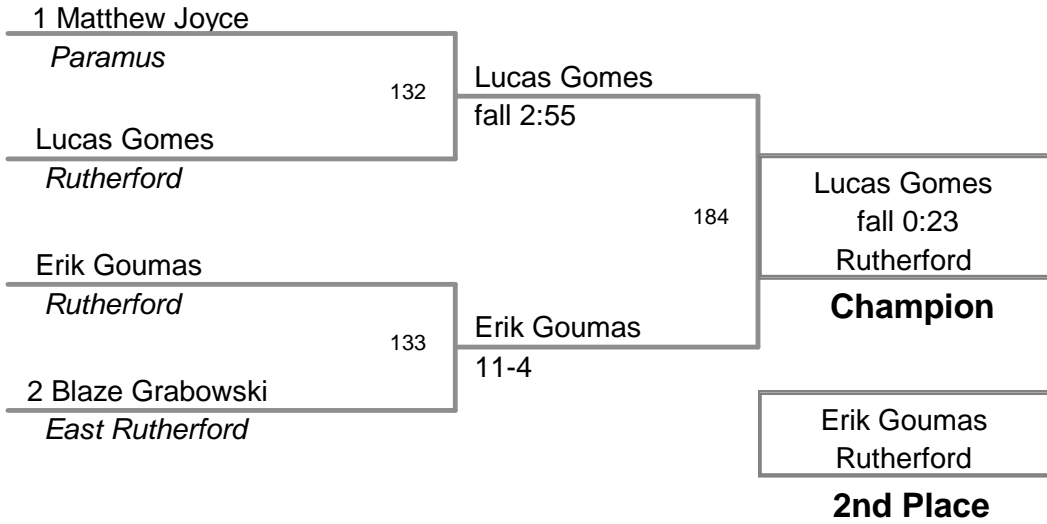 1 Matthew Joyce
Paramus
132
Lucas Gomes
fall 2:55
Lucas Gomes
Rutherford
184
Lucas Gomes
fall 0:23
Rutherford
Champion
Erik Goumas
Rutherford
133
Erik Goumas
11-4
2 Blaze Grabowski
East Rutherford
Erik Goumas
Rutherford
2nd Place